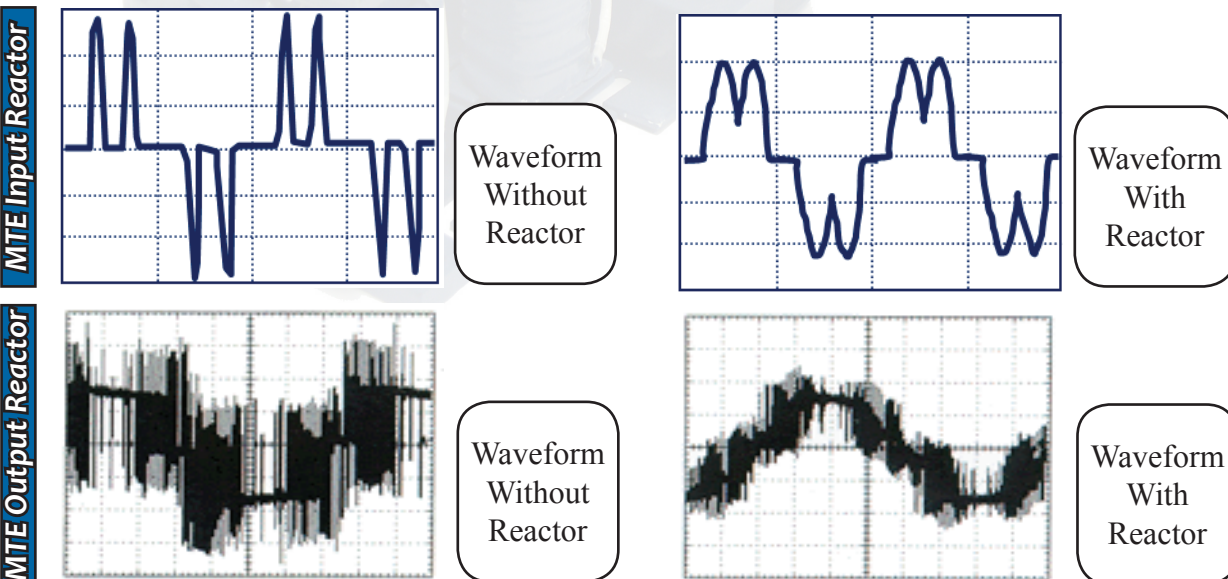 MTE Input Reactor
Waveform
Without
Reactor
Waveform
With
Reactor
MTE Output Reactor
Waveform
Without
Reactor
Waveform
With
Reactor